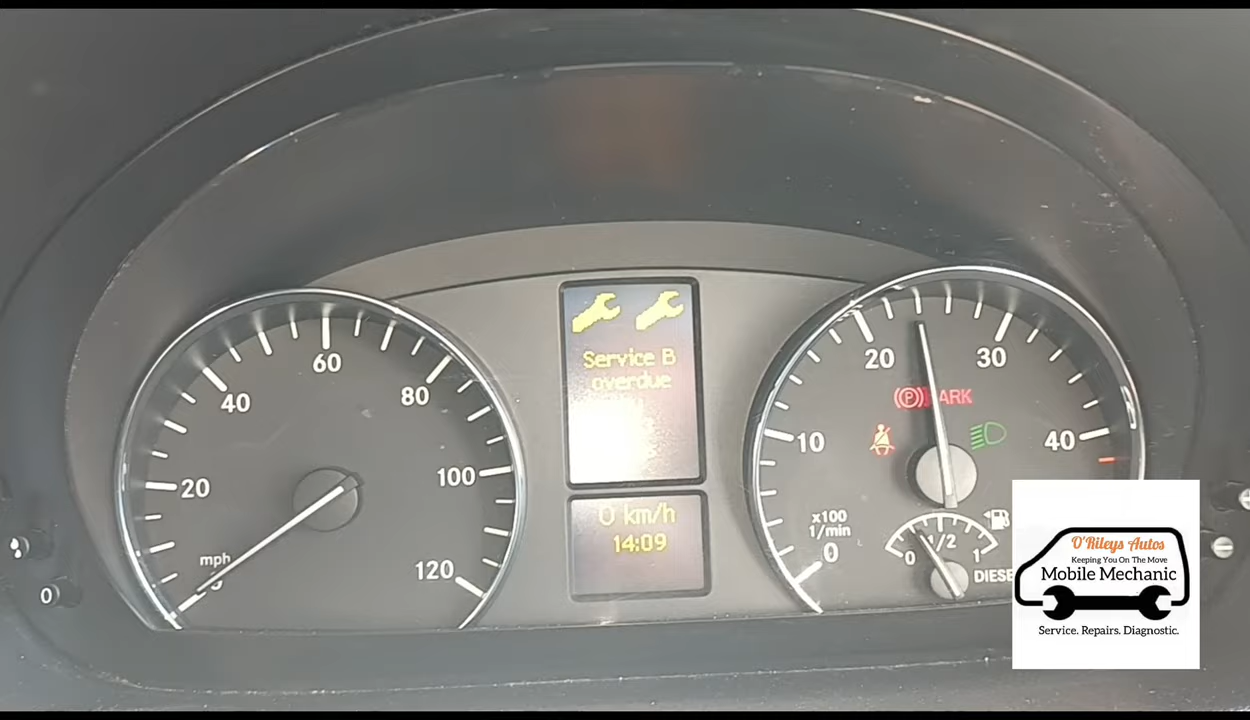 60
40
80
20
100
mph
120
0
Service B
overdue
0 km/h
14:09
20
30
10
40
PARK
x100
1/min
0
0
1/2
1
DIESE
O'Rileys Autos
Keeping You On The Move
Mobile Mechanic
Service. Repairs. Diagnostic.